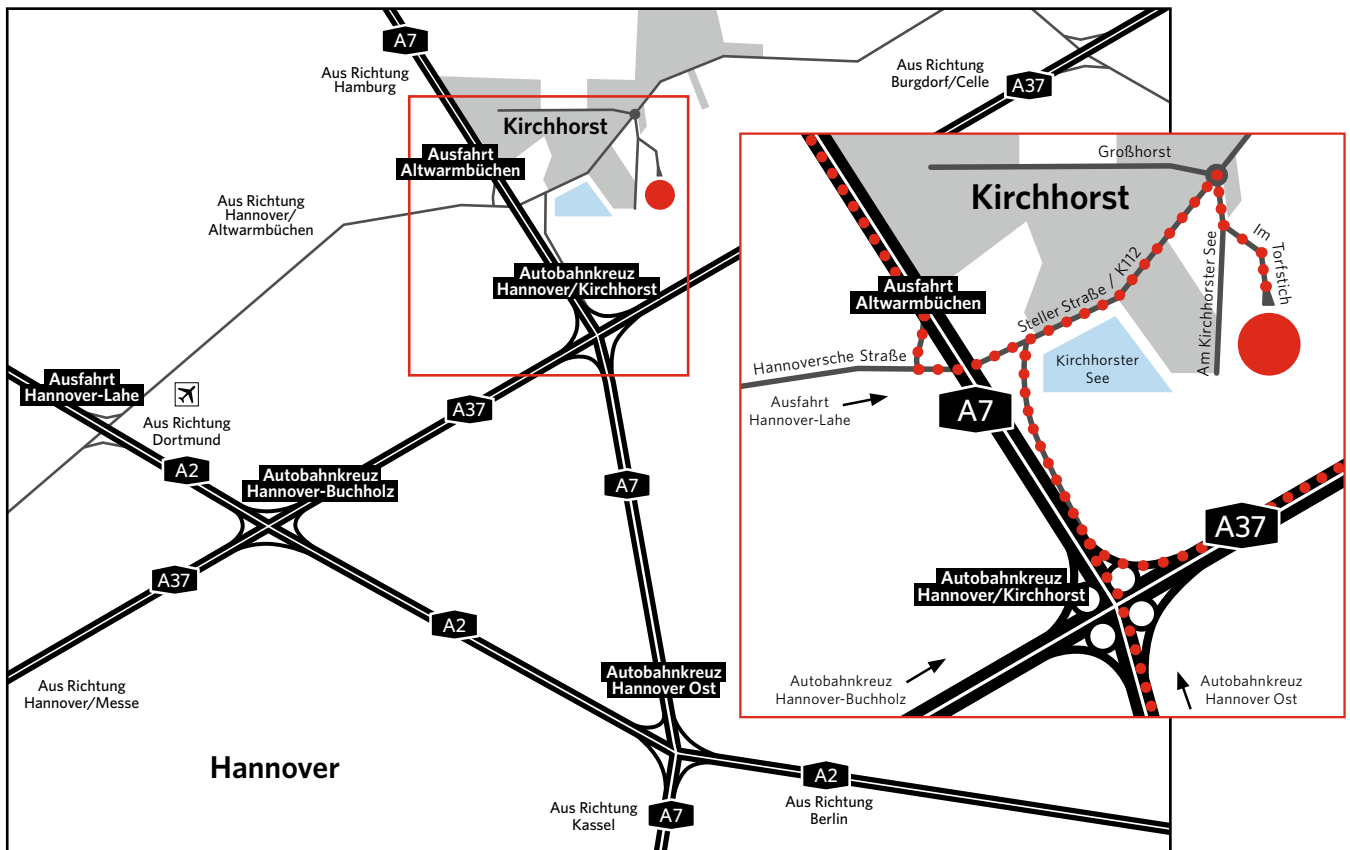 A7
Aus Richtung
Hamburg
Aus Richtung
Burgdorf/Celle
A37
Kirchhorst
Ausfahrt
Altwarmbüchen
Aus Richtung
Hannover/
Altwarmbüchen
Autobahnkreuz
Hannover/Kirchhorst
Ausfahrt
Hannover-Lahe
Aus Richtung
Dortmund
A37
A2
Autobahnkreuz
Hannover-Buchholz
A7
A37
A2
Autobahnkreuz
Hannover Ost
Aus Richtung
Hannover/Messe
Hannover
A2
Aus Richtung
Berlin
Aus Richtung
Kassel
A7
Großhorst
Kirchhorst
Im
Torfstich
Am Kirchhorster See
Steller Straße / K112
Ausfahrt
Altwarmbüchen
Hannoversche Straße
Kirchhorster
See
Ausfahrt
Hannover-Lahe
A7
A37
Autobahnkreuz
Hannover/Kirchhorst
Autobahnkreuz
Hannover-Buchholz
Autobahnkreuz
Hannover Ost